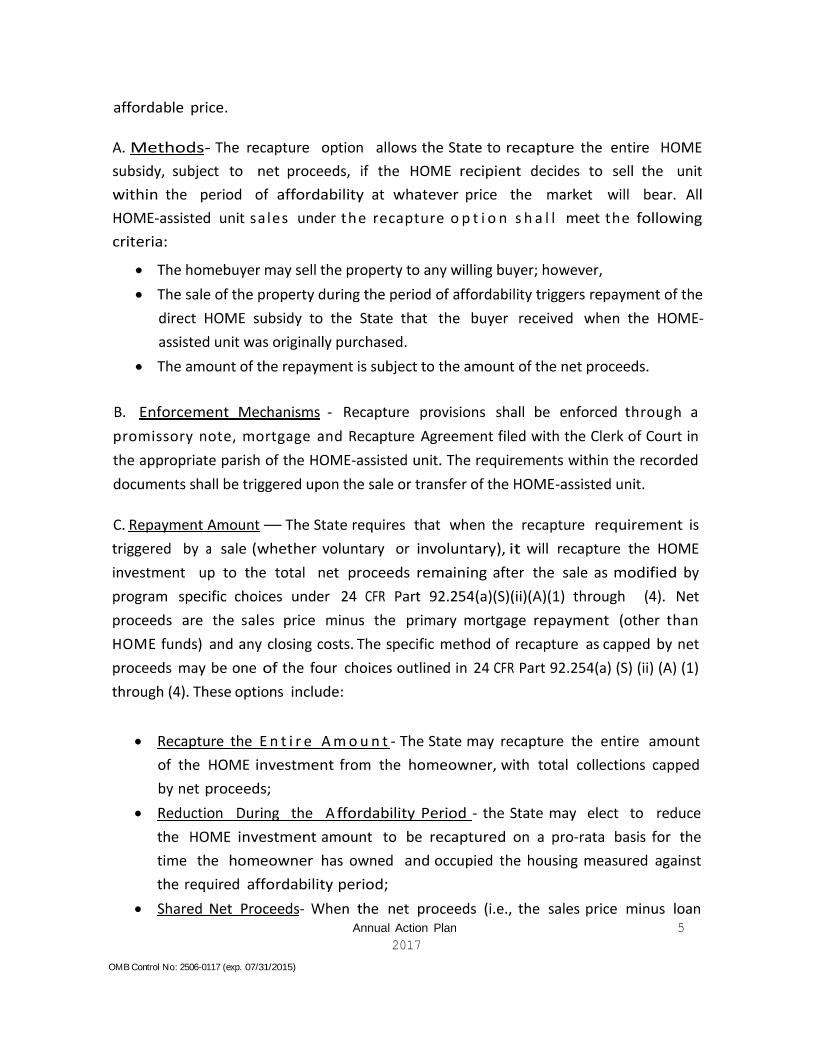 affordable price.
A. Methods- The recapture option allows the State to recapture the entire HOME
subsidy, subject to net proceeds, if the HOME recipient decides to sell the unit
within the period of affordability at whatever price the market will bear. All
HOME-assisted unit sales under the recapture option shall meet the following
criteria:
• The homebuyer may sell the property to any willing buyer; however,
• The sale of the property during the period of affordability triggers repayment of the
direct HOME subsidy to the State that the buyer received when the HOME-
assisted unit was originally purchased.
• The amount of the repayment is subject to the amount of the net proceeds.
B. Enforcement Mechanisms - Recapture provisions shall be enforced through a
promissory note, mortgage and Recapture Agreement filed with the Clerk of Court in
the appropriate parish of the HOME-assisted unit. The requirements within the recorded
documents shall be triggered upon the sale or transfer of the HOME-assisted unit.
C. Repayment Amount — The State requires that when the recapture requirement is
triggered by a sale (whether voluntary or involuntary), it will recapture the HOME
investment up to the total net proceeds remaining after the sale as modified by
program specific choices under 24 CFR Part 92.254(a)(S)(ii)(A)(1) through (4). Net
proceeds are the sales price minus the primary mortgage repayment (other than
HOME funds) and any closing costs. The specific method of recapture as capped by net
proceeds may be one of the four choices outlined in 24 CFR Part 92.254(a) (S) (ii) (A) (1)
through (4). These options include:
• Recapture the Entire Amount- The State may recapture the entire amount
of the HOME investment from the homeowner, with total collections capped
by net proceeds;
• Reduction During the Affordability Period - the State may elect to reduce
the HOME investment amount to be recaptured on a pro-rata basis for the
time the homeowner has owned and occupied the housing measured against
the required affordability period;
• Shared Net Proceeds- When the net proceeds (i.e., the sales price minus loan
Annual Action Plan 5
2017
OMB Control No: 2506-0117 (exp. 07/31/2015)